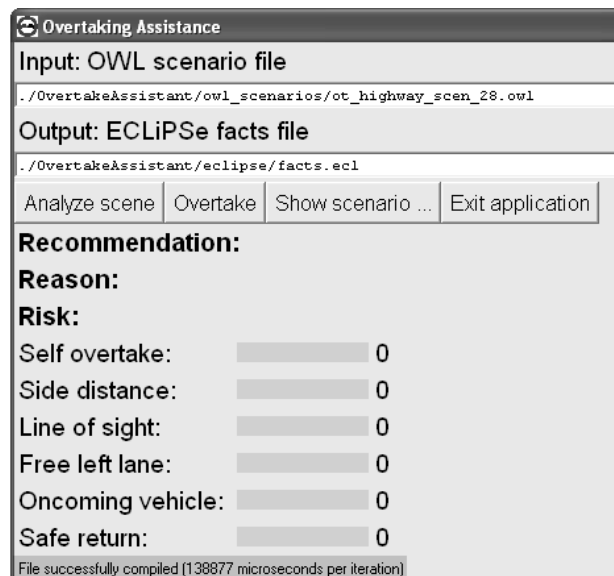 Overtaking Assistance
Input: OWL scenario file
./OvertakeAssistant/owl_scenarios/ot_highway_scen_28.owl
Output: ECLiPSe facts file
./OvertakeAssistant/eclipse/facts.ecl
Analyze scene Overtake Show scenario ... Exit application
Recommendation:
Reason:
Risk:
Self overtake: 0
Side distance: 0
Line of sight: 0
Free left lane: 0
Oncoming vehicle: 0
Safe return: 0
File successfully compiled (138877 microseconds per iteration)